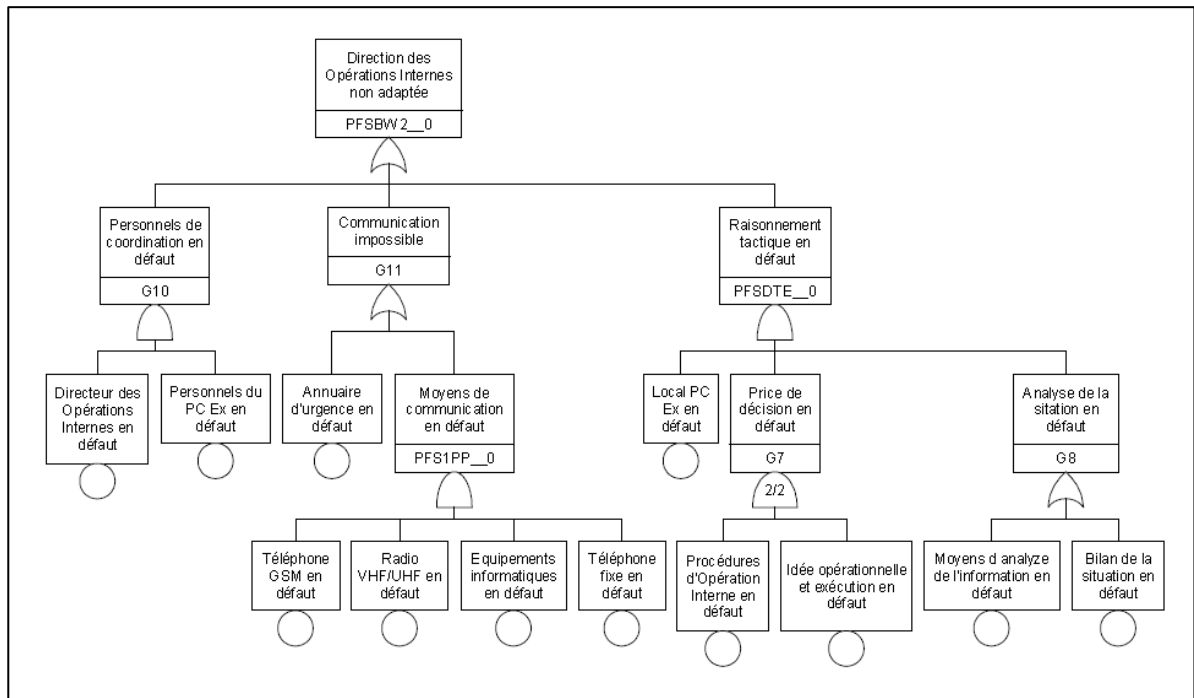 Direction des
Opérations Internes
non adaptée
PFSBW2__0
Personnels de
coordination en
défaut
G10
Communication
impossible
G11
Raisonnement
tactique en
défaut
PFSDTE__0
Directeur des
Opérations
Internes en
défaut
Personnels du
PC Ex en
défaut
Annuaire
d'urgence en
défaut
Moyens de
communication
en défaut
PFS1PP__0
Local PC
Ex en
défaut
Price de
décision en
défaut
G7
2/2
Analyse de la
sitation en
défaut
G8
Téléphone
GSM en
défaut
Radio
VHF/UHF en
défaut
Equipements
informatiques
en défaut
Téléphone
fixe en
défaut
Procédures
d'Opération
Interne en
défaut
Idée opérationnelle
et exécution en
défaut
Moyens d analyze
de l'information en
défaut
Bilan de la
situation en
défaut